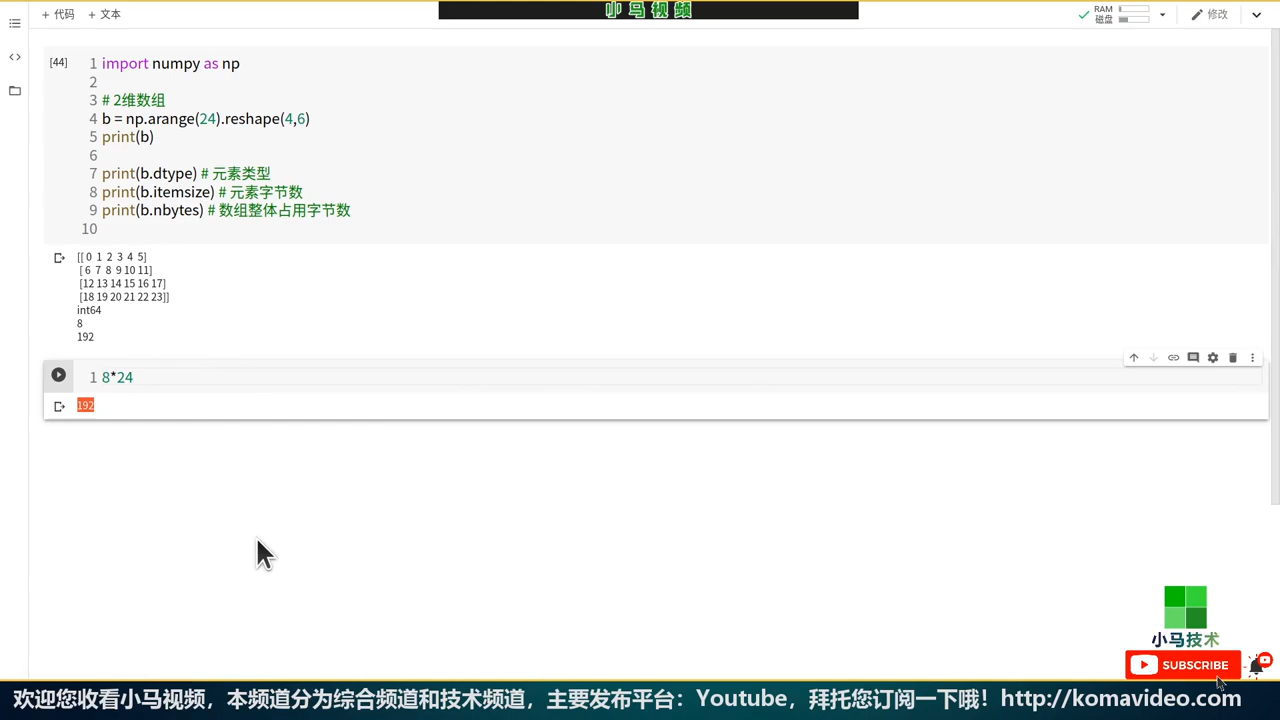 小马视频
+ 代码 + 文本
RAM
磁盘
修改
[44]
1 import numpy as np
2
3 # 2维数组
4 b = np.arange(24).reshape(4,6)
5 print(b)
6
7 print(b.dtype) # 元素类型
8 print(b.itemsize) # 元素字节数
9 print(b.nbytes) # 数组整体占用字节数
10
[[ 0 1 2 3 4 5]
[ 6 7 8 9 10 11]
[12 13 14 15 16 17]
[18 19 20 21 22 23]]
int64
8
192
1 8*24
192
小马技术
SUBSCRIBE
欢迎您收看小马视频，本频道分为综合频道和技术频道，主要发布平台：Youtube，拜托您订阅一下哦！http://komavideo.com